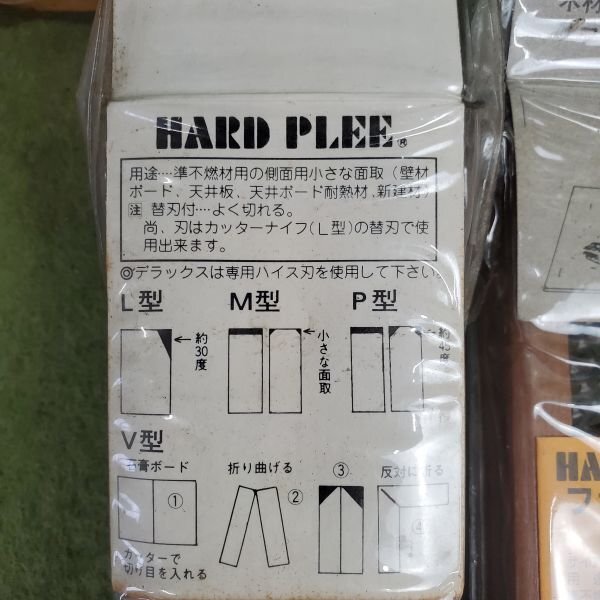 HARD PLEE®
用途‥‥準不燃材用の側面用小さな面取(壁材
ボード、天井板、天井ボード耐熱材、新建材)
注 替刃付‥‥よく切れる。
尚、刃はカッターナイフ(L型)の替刃で使
用出来ます。
◎デラックスは専用ハイス刃を使用して下さい。
L型 M型 P型
約30度
小さな面取
約45度
V型
石膏ボード
①
カッターで
切り目を入れる
折り曲げる
②
③
反対に折る
④
HA